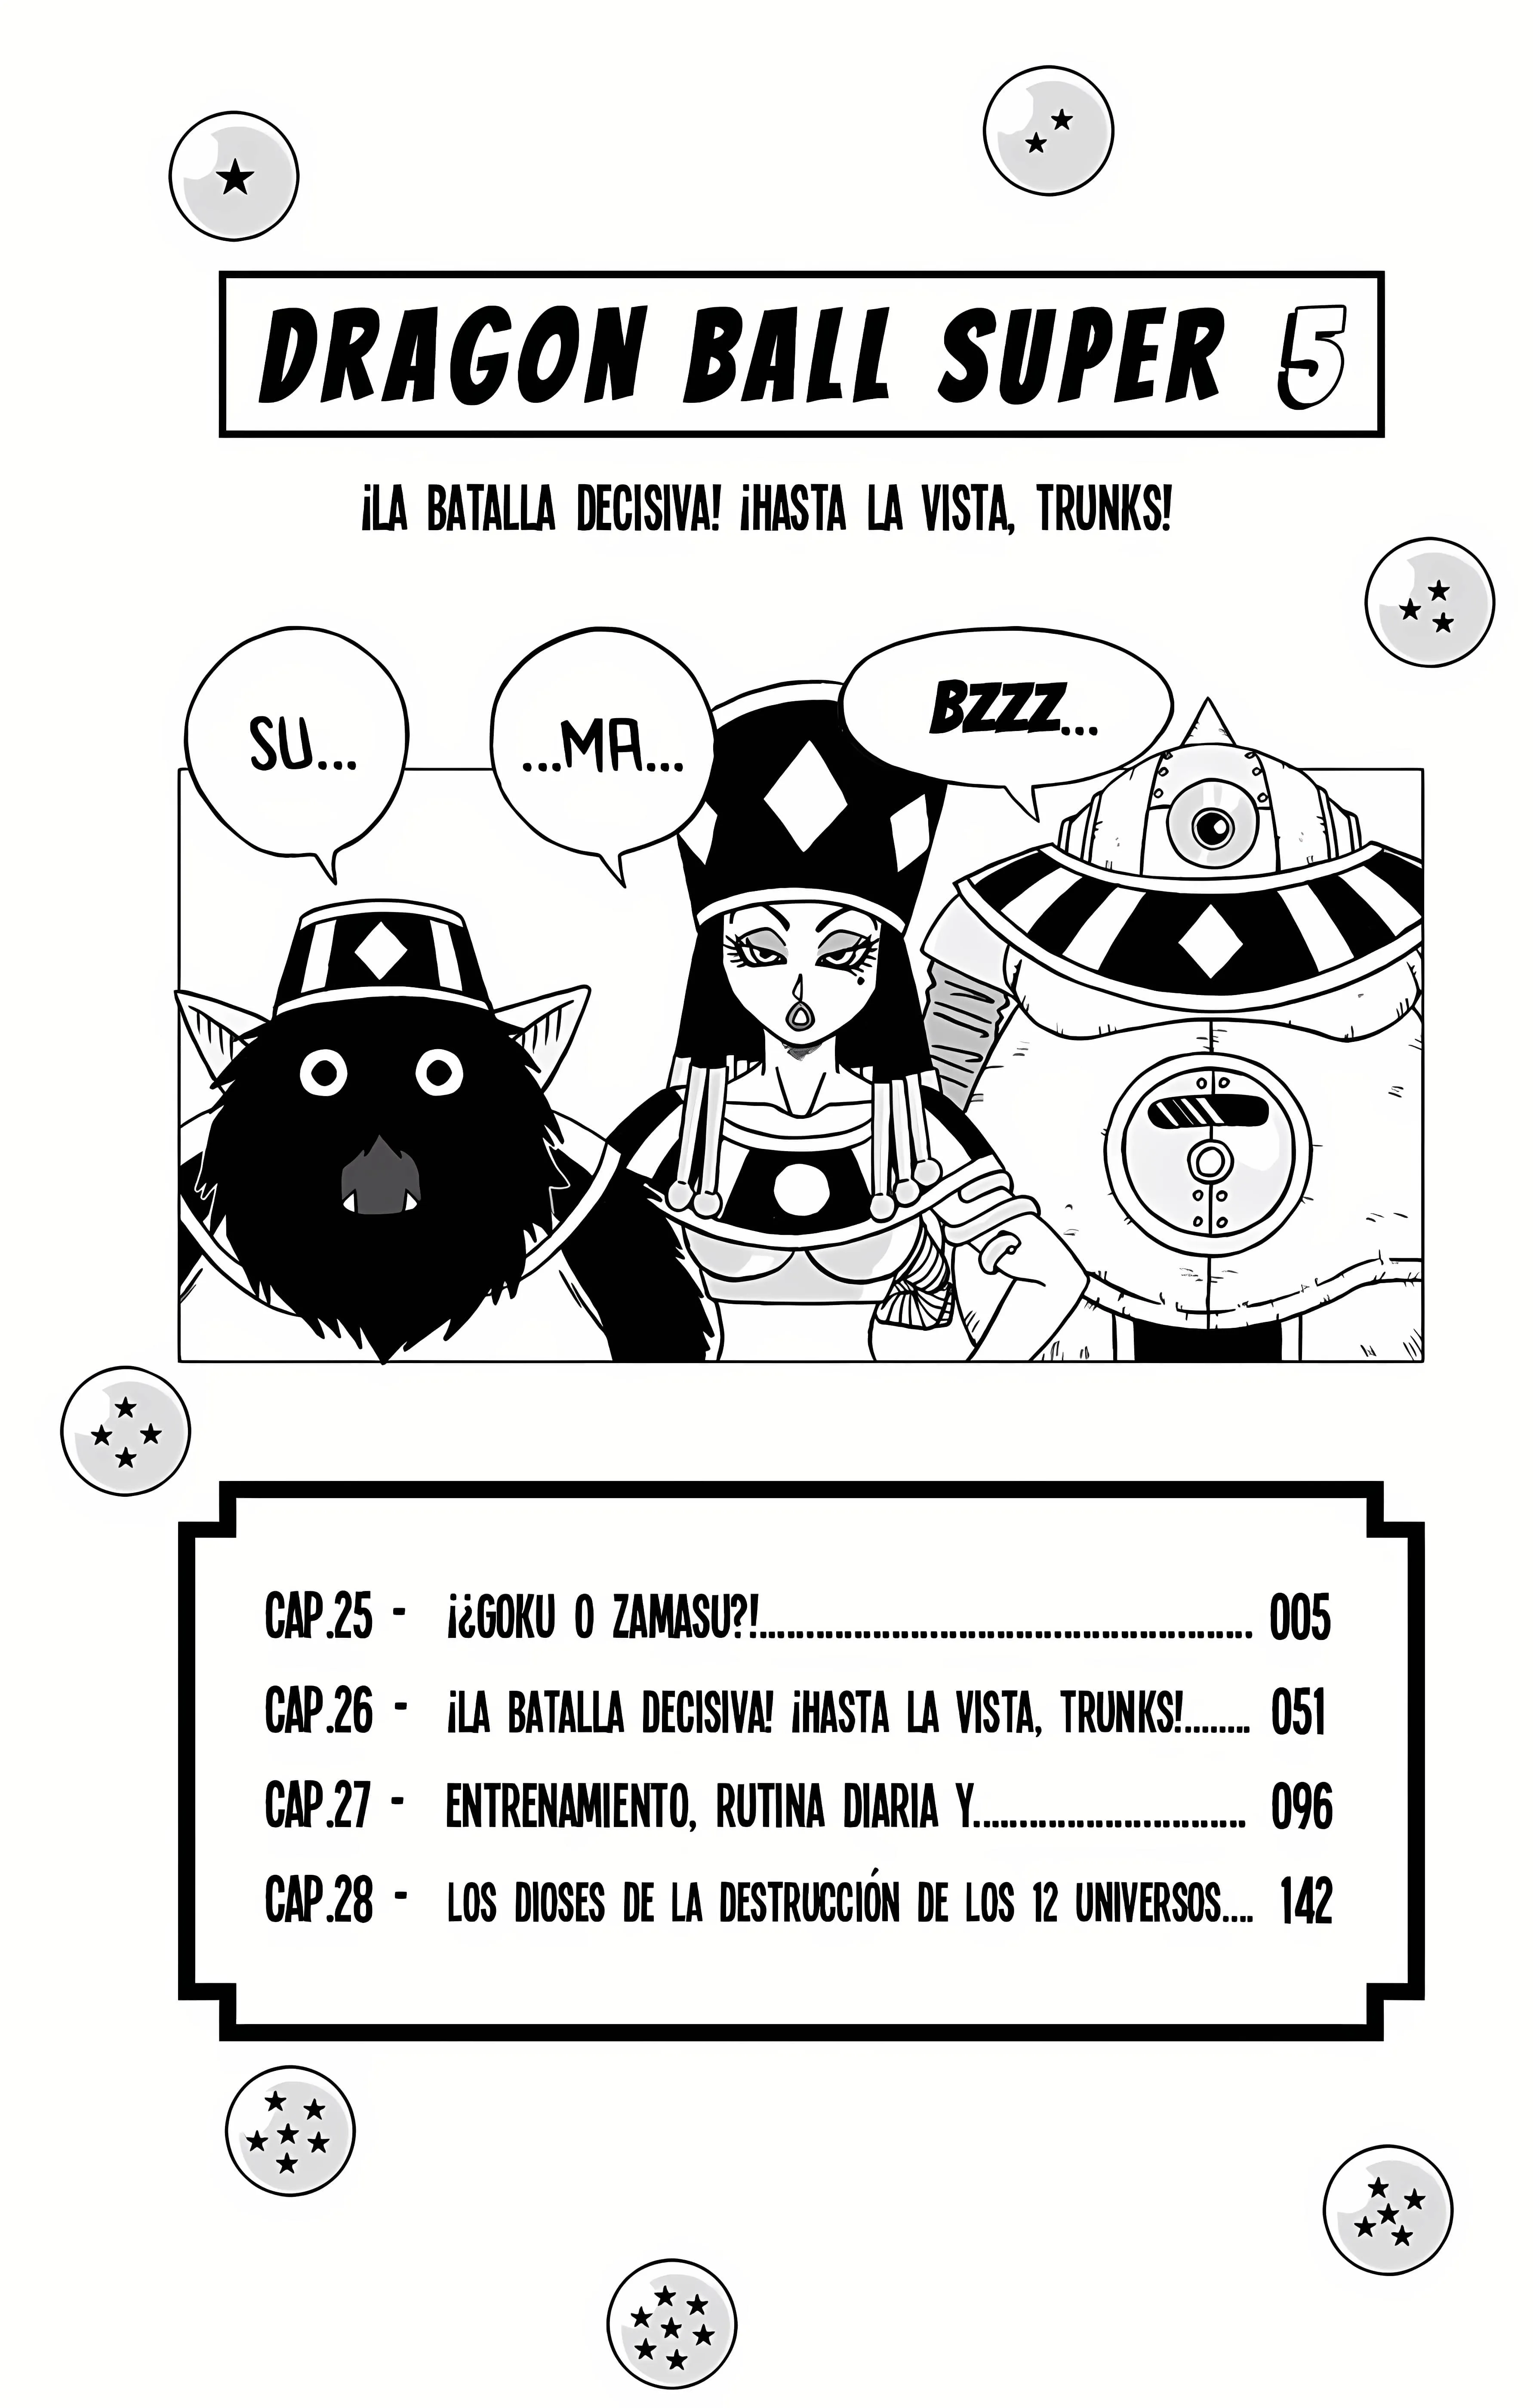 DRAGON BALL SUPER 5
¡LA BATALLA DECISIVA! ¡HASTA LA VISTA, TRUNKS!
SU...
...MA...
BZZZ...
CAP.25 - ¡¿GOKU O ZAMASU?!.................................................... 005
CAP.26 - ¡LA BATALLA DECISIVA! ¡HASTA LA VISTA, TRUNKS!........ 051
CAP.27 - ENTRENAMIENTO, RUTINA DIARIA Y............................. 096
CAP.28 - LOS DIOSES DE LA DESTRUCCIÓN DE LOS 12 UNIVERSOS.... 142